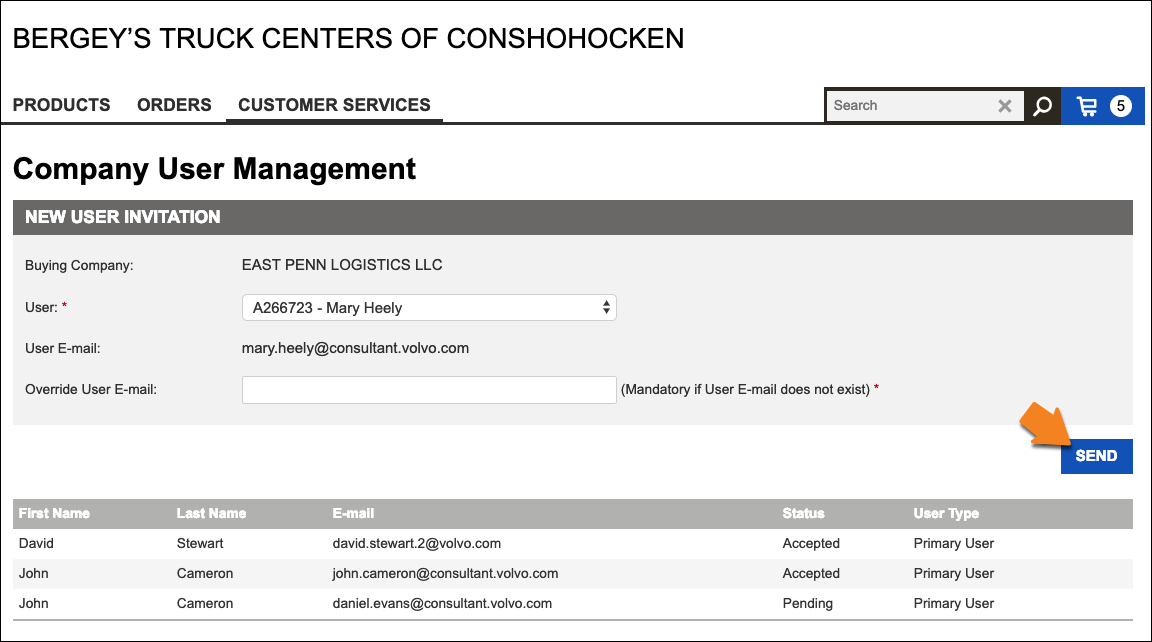 BERGEY’S TRUCK CENTERS OF CONSHOHOCKEN
PRODUCTS ORDERS CUSTOMER SERVICES Search 5
Company User Management
NEW USER INVITATION
Buying Company: EAST PENN LOGISTICS LLC
User: * A266723 - Mary Heely
User E-mail: mary.heely@consultant.volvo.com
Override User E-mail: (Mandatory if User E-mail does not exist) *
SEND
First Name Last Name E-mail Status User Type
David Stewart david.stewart.2@volvo.com Accepted Primary User
John Cameron john.cameron@consultant.volvo.com Accepted Primary User
John Cameron daniel.evans@consultant.volvo.com Pending Primary User